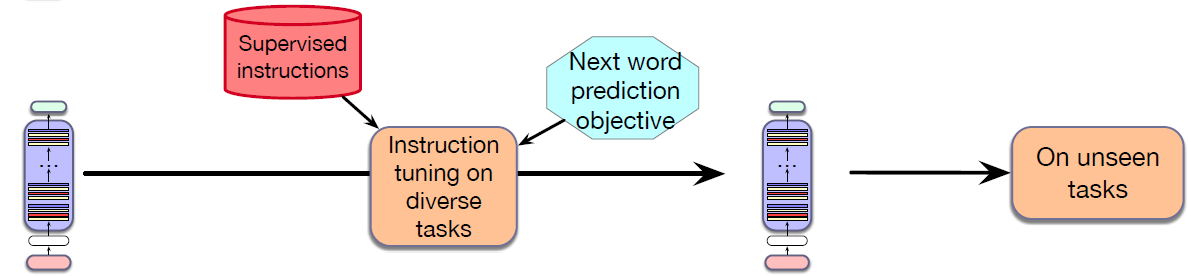 Supervised
instructions
Next word
prediction
objective
Instruction
tuning on
diverse
tasks
On unseen
tasks